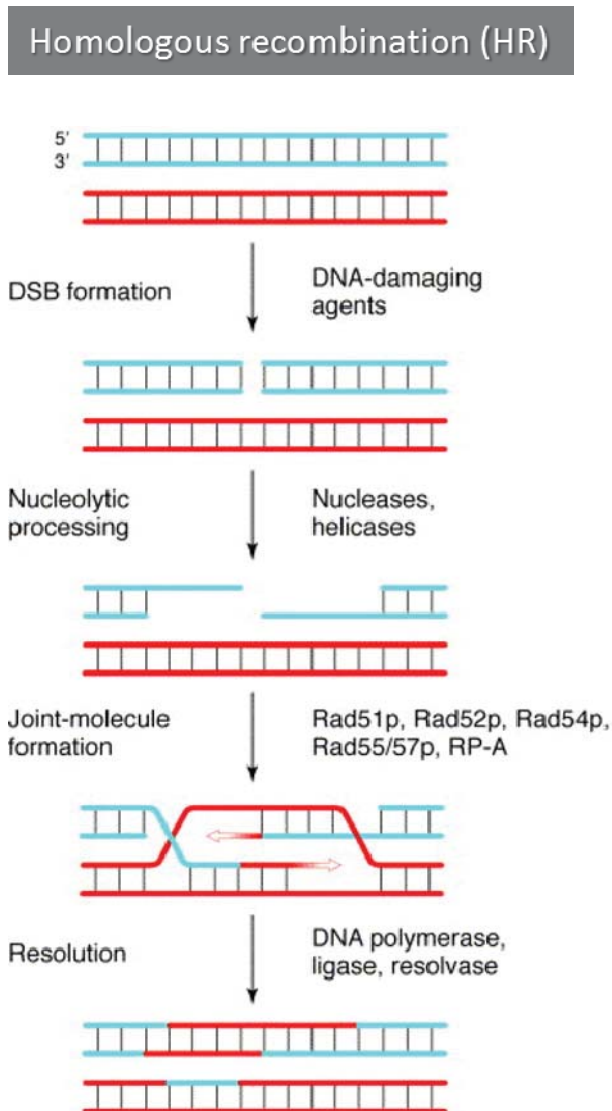 Homologous recombination (HR)
5'
3'
DSB formation
DNA-damaging
agents
Nucleolytic
processing
Nucleases,
helicases
Joint-molecule
formation
Rad51p, Rad52p, Rad54p,
Rad55/57p, RP-A
Resolution
DNA polymerase,
ligase, resolvase